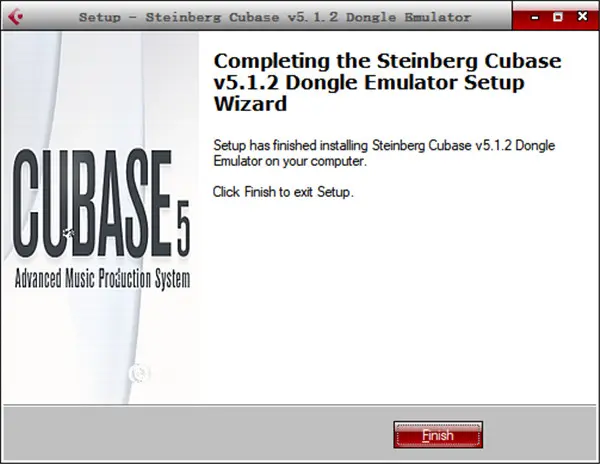 Setup - Steinberg Cubase v5.1.2 Dongle Emulator
Completing the Steinberg Cubase
v5.1.2 Dongle Emulator Setup
Wizard
Setup has finished installing Steinberg Cubase v5.1.2 Dongle
Emulator on your computer.
Click Finish to exit Setup.
CUBASE 5
Advanced Music Production System
Finish